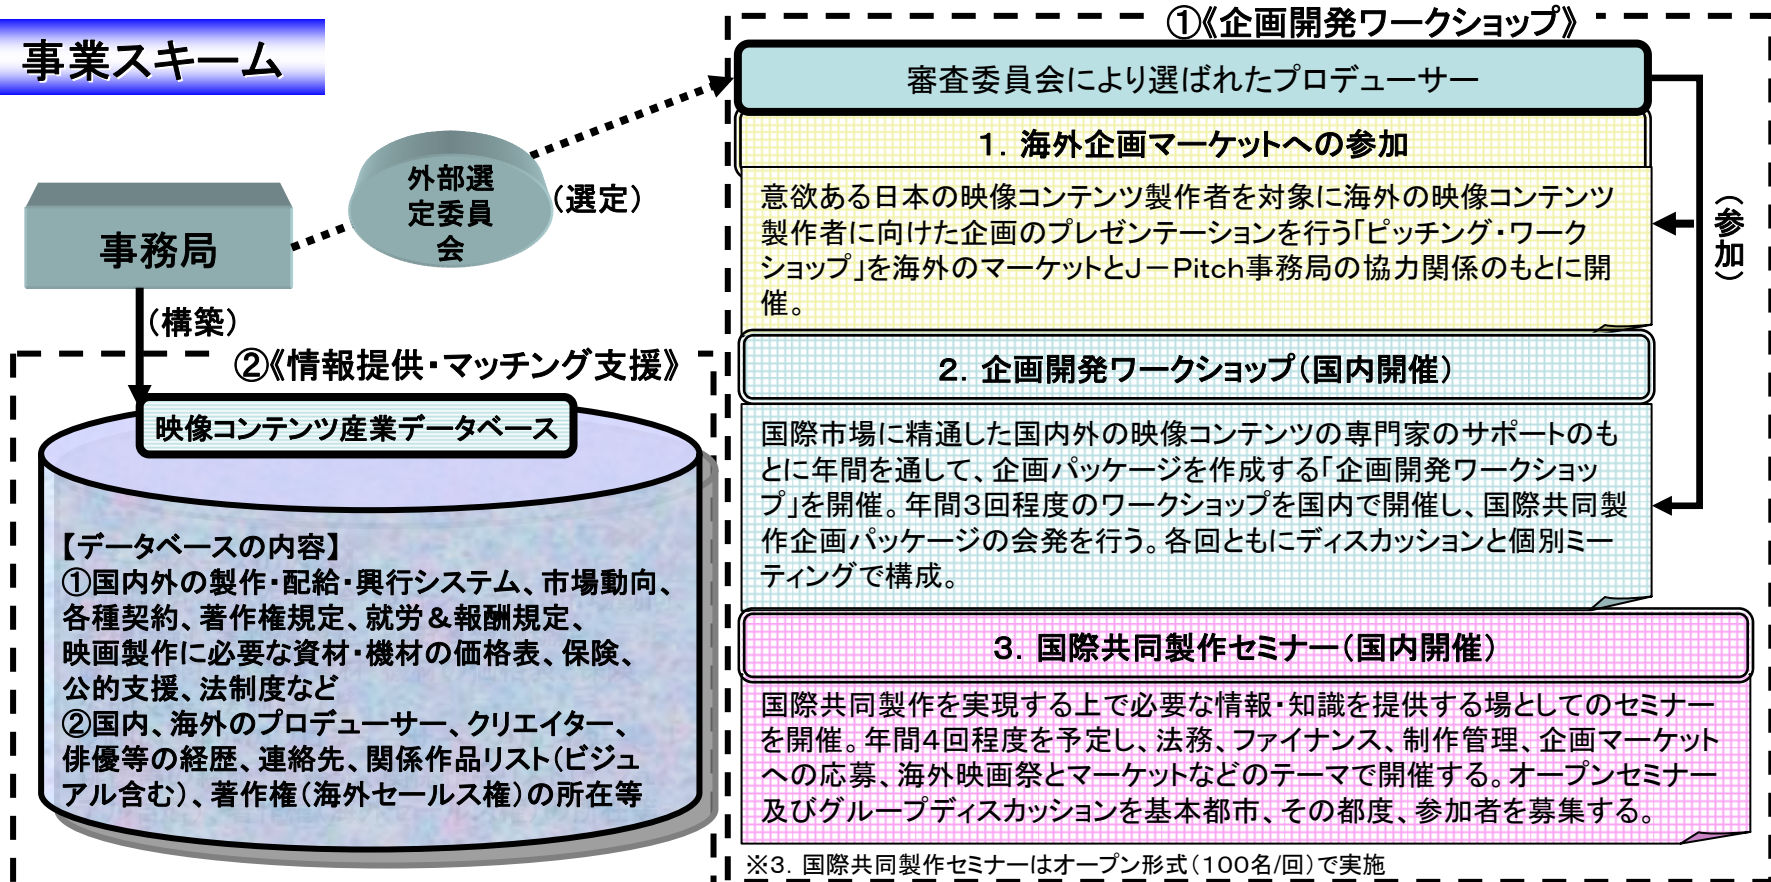 事業スキーム
事務局
外部選
定委員
会
(選定)
(構築)
②《情報提供・マッチング支援》
映像コンテンツ産業データベース
【データベースの内容】
①国内外の製作・配給・興行システム、市場動向、
各種契約、著作権規定、就労＆報酬規定、
映画製作に必要な資材・機材の価格表、保険、
公的支援、法制度など
②国内、海外のプロデューサー、クリエイター、
俳優等の経歴、連絡先、関係作品リスト(ビジュ
アル含む)、著作権(海外セールス権)の所在等
①《企画開発ワークショップ》
審査委員会により選ばれたプロデューサー
1. 海外企画マーケットへの参加
意欲ある日本の映像コンテンツ製作者を対象に海外の映像コンテンツ
製作者に向けた企画のプレゼンテーションを行う「ピッチング・ワーク
ショップ」を海外のマーケットとJ－Pitch事務局の協力関係のもとに開
催。
(参加)
2. 企画開発ワークショップ(国内開催)
国際市場に精通した国内外の映像コンテンツの専門家のサポートのも
とに年間を通して、企画パッケージを作成する「企画開発ワークショッ
プ」を開催。年間3回程度のワークショップを国内で開催し、国際共同製
作企画パッケージの会発を行う。各回ともにディスカッションと個別ミー
ティングで構成。
3. 国際共同製作セミナー(国内開催)
国際共同製作を実現する上で必要な情報・知識を提供する場としてのセミナー
を開催。年間4回程度を予定し、法務、ファイナンス、制作管理、企画マーケット
への応募、海外映画祭とマーケットなどのテーマで開催する。オープンセミナー
及びグループディスカッションを基本都市、その都度、参加者を募集する。
※3. 国際共同製作セミナーはオープン形式(100名/回)で実施